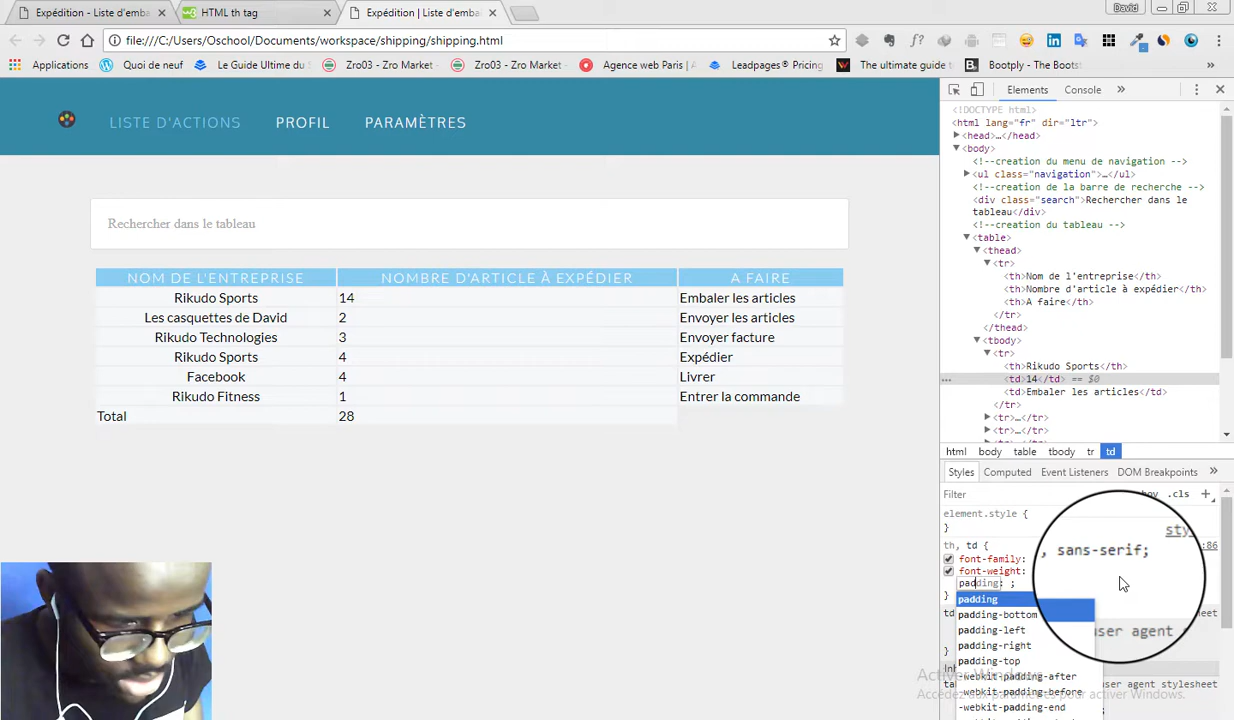 Expédition - Liste d'emba
HTML th tag
Expédition | Liste d'emba
David
file:///C:/Users/Oschool/Documents/workspace/shipping/shipping.html
Applications
Quoi de neuf
Le Guide Ultime du S
Zro03 - Zro Market -
Zro03 - Zro Market -
Agence web Paris | A
Leadpages® Pricing
The ultimate guide t
Bootply - The Boots
LISTE D'ACTIONS PROFIL PARAMÈTRES
Rechercher dans le tableau
NOM DE L'ENTREPRISE NOMBRE D'ARTICLE À EXPÉDIER A FAIRE
Rikudo Sports 14 Embaler les articles
Les casquettes de David 2 Envoyer les articles
Rikudo Technologies 3 Envoyer facture
Rikudo Sports 4 Expédier
Facebook 4 Livrer
Rikudo Fitness 1 Entrer la commande
Total 28
Elements Console
<!DOCTYPE html>
<html lang="fr" dir="ltr">
<head>…</head>
<body>
<!--creation du menu de navigation -->
<ul class="navigation">…</ul>
<!--creation de la barre de recherche -->
<div class="search">Rechercher dans le
tableau</div>
<!--creation du tableau -->
<table>
<thead>
<tr>
<th>Nom de l'entreprise</th>
<th>Nombre d'article à expédier</th>
<th>A faire</th>
</tr>
</thead>
<tbody>
<tr>
<th>Rikudo Sports</th>
<td>14</td> == $0
<td>Embaler les articles</td>
</tr>
<tr>…</tr>
<tr>…</tr>
html body table tbody tr td
Styles Computed Event Listeners DOM Breakpoints
Filter .cls
element.style {
}
th, td { :86
font-family: , sans-serif;
font-weight:
padding: ;
}
padding
padding-bottom
padding-left
padding-right
padding-top
-webkit-padding-after
-webkit-padding-before
-webkit-padding-end
user agent stylesheet
Activer Windows
Accédez aux paramètres pour activer Windows.